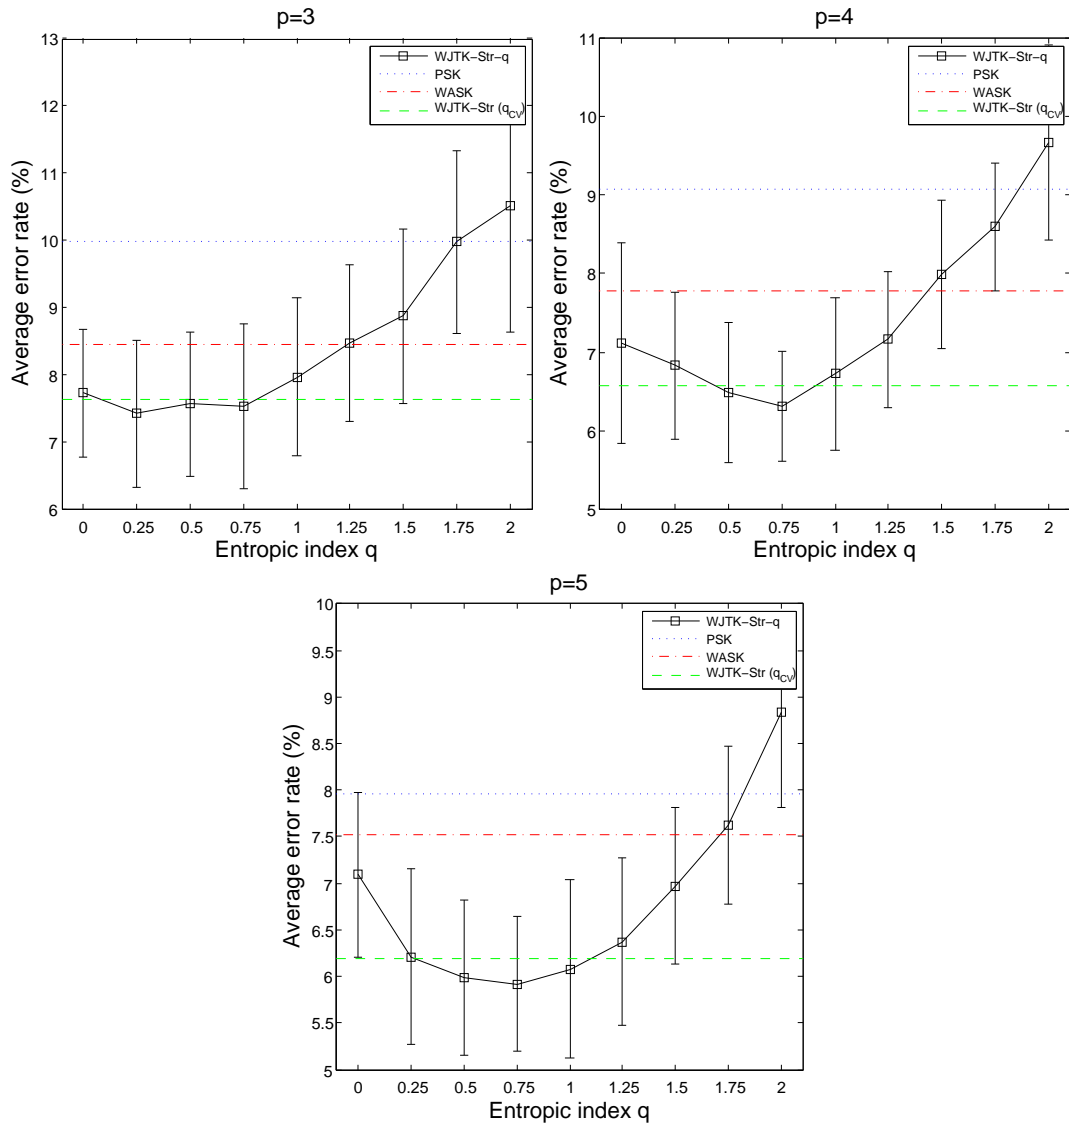 p=3
13
12
11
10
9
8
7
6
Average error rate (%)
WJTK−Str−q
PSK
WASK
WJTK−Str (qCV)
0 0.25 0.5 0.75 1 1.25 1.5 1.75 2
Entropic index q
p=4
11
10
9
8
7
6
5
Average error rate (%)
WJTK−Str−q
PSK
WASK
WJTK−Str (qCV)
0 0.25 0.5 0.75 1 1.25 1.5 1.75 2
Entropic index q
p=5
10
9.5
9
8.5
8
7.5
7
6.5
6
5.5
5
Average error rate (%)
WJTK−Str−q
PSK
WASK
WJTK−Str (qCV)
0 0.25 0.5 0.75 1 1.25 1.5 1.75 2
Entropic index q